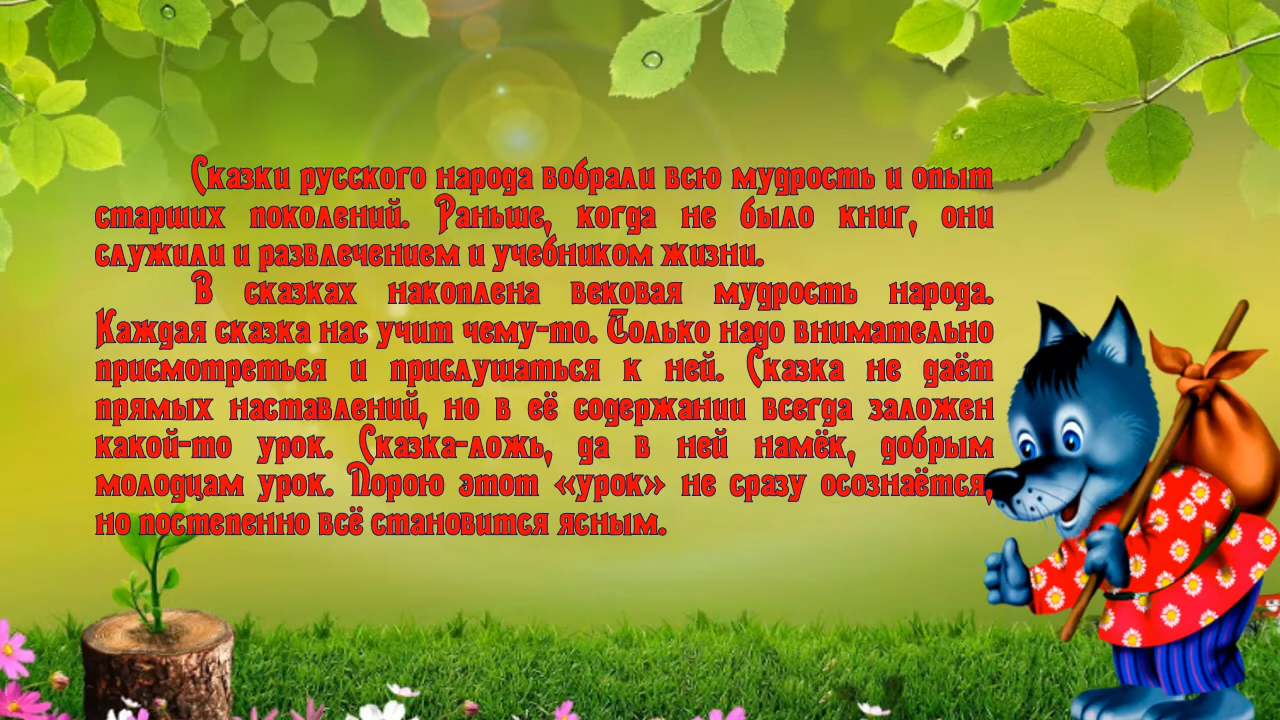 Сказки русского народа вобрали всю мудрость и опыт
старших поколений. Раньше, когда не было книг, они
служили и развлечением и учебником жизни.
В сказках накоплена вековая мудрость народа.
Каждая сказка нас учит чему-то. Только надо внимательно
присмотреться и прислушаться к ней. Сказка не даёт
прямых наставлений, но в её содержании всегда заложен
какой-то урок. Сказка-ложь, да в ней намёк, добрым
молодцам урок. Порою этот «урок» не сразу осознаётся,
но постепенно всё становится ясным.